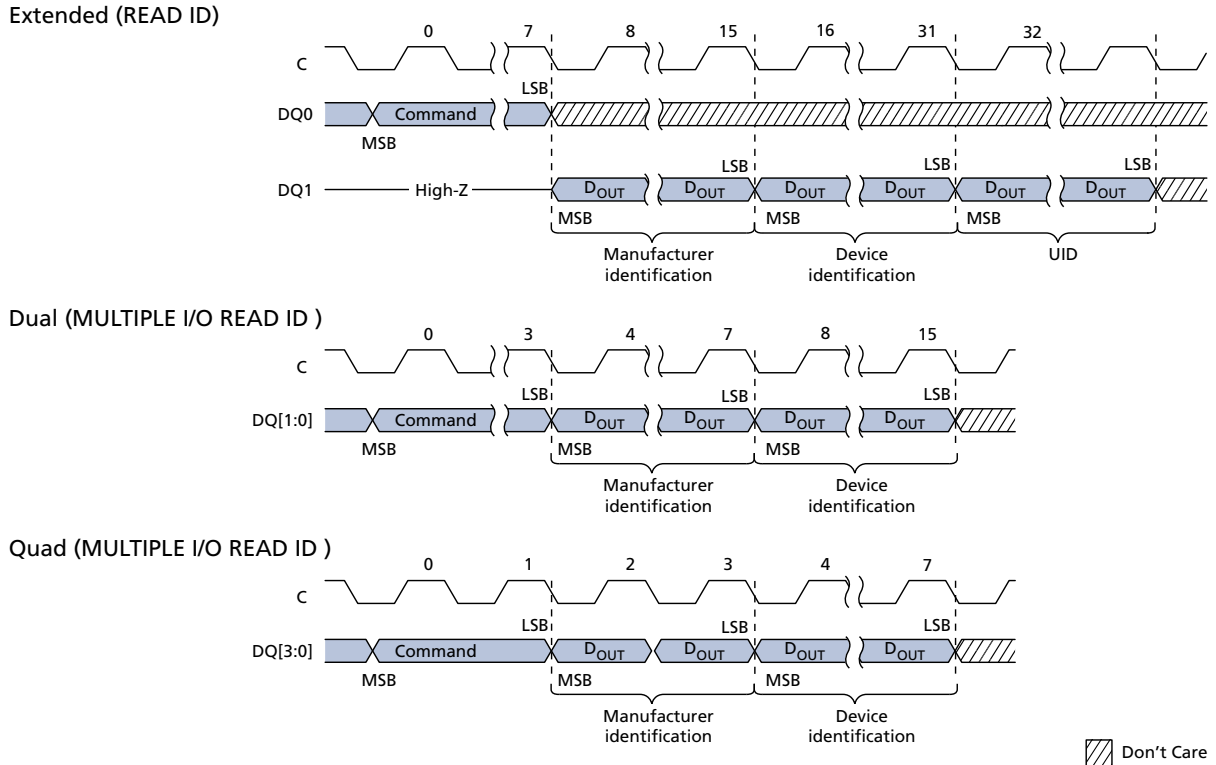 Extended (READ ID)
0 7 8 15 16 31 32
C
LSB
DQ0 Command
MSB
LSB LSB LSB
DQ1 High-Z DOUT DOUT DOUT DOUT DOUT DOUT
MSB MSB MSB
Manufacturer identification
Device identification
UID
Dual (MULTIPLE I/O READ ID )
0 3 4 7 8 15
C
LSB LSB LSB
DQ[1:0] Command DOUT DOUT DOUT DOUT
MSB MSB MSB
Manufacturer identification
Device identification
Quad (MULTIPLE I/O READ ID )
0 1 2 3 4 7
C
LSB LSB LSB
DQ[3:0] Command DOUT DOUT DOUT DOUT
MSB MSB MSB
Manufacturer identification
Device identification
Don't Care